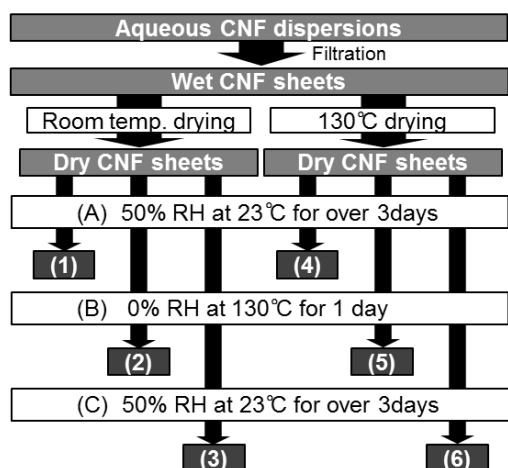 Aqueous CNF dispersions
Filtration
Wet CNF sheets
Room temp. drying
130℃ drying
Dry CNF sheets
Dry CNF sheets
(A) 50% RH at 23℃ for over 3days
(1)
(4)
(B) 0% RH at 130℃ for 1 day
(2)
(5)
(C) 50% RH at 23℃ for over 3days
(3)
(6)